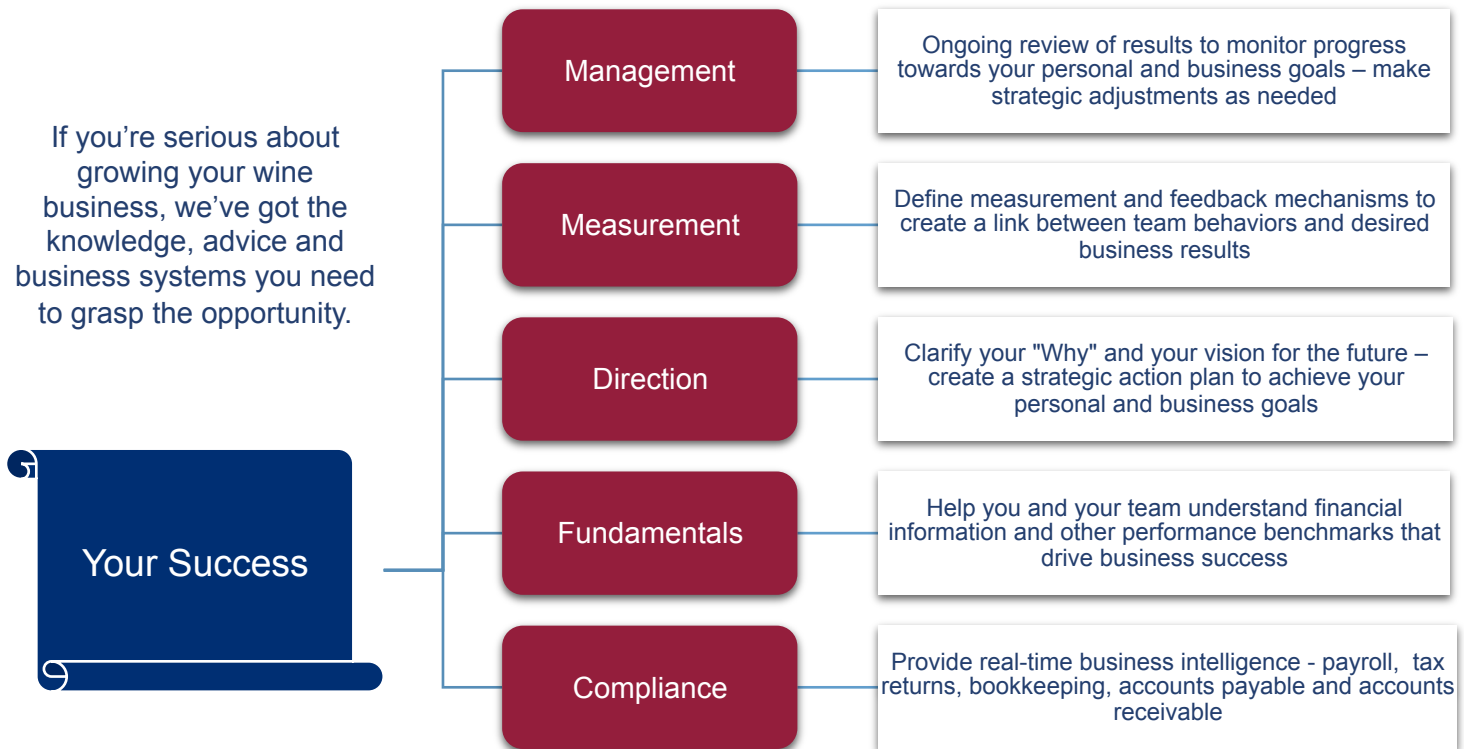 If you’re serious about
growing your wine
business, we’ve got the
knowledge, advice and
business systems you need
to grasp the opportunity.
Your Success
Management
Ongoing review of results to monitor progress
towards your personal and business goals – make
strategic adjustments as needed
Measurement
Define measurement and feedback mechanisms to
create a link between team behaviors and desired
business results
Direction
Clarify your "Why" and your vision for the future –
create a strategic action plan to achieve your
personal and business goals
Fundamentals
Help you and your team understand financial
information and other performance benchmarks that
drive business success
Compliance
Provide real-time business intelligence - payroll,  tax
returns, bookkeeping, accounts payable and accounts
receivable